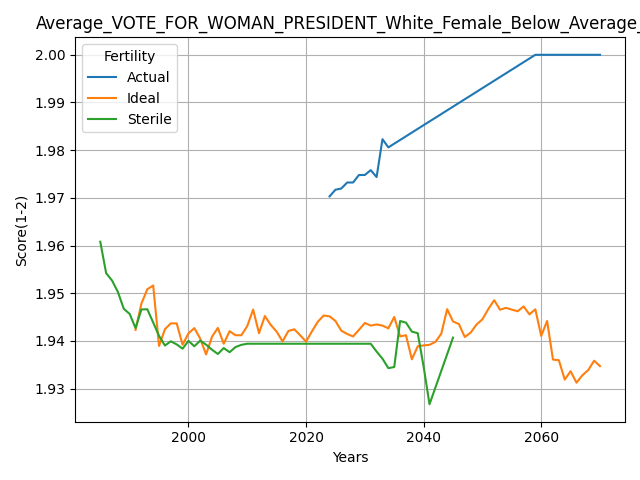 Average_VOTE_FOR_WOMAN_PRESIDENT_White_Female_Below_Average_
Fertility
Actual
Ideal
Sterile
Score(1-2)
2.00
1.99
1.98
1.97
1.96
1.95
1.94
1.93
2000 2020 2040 2060
Years